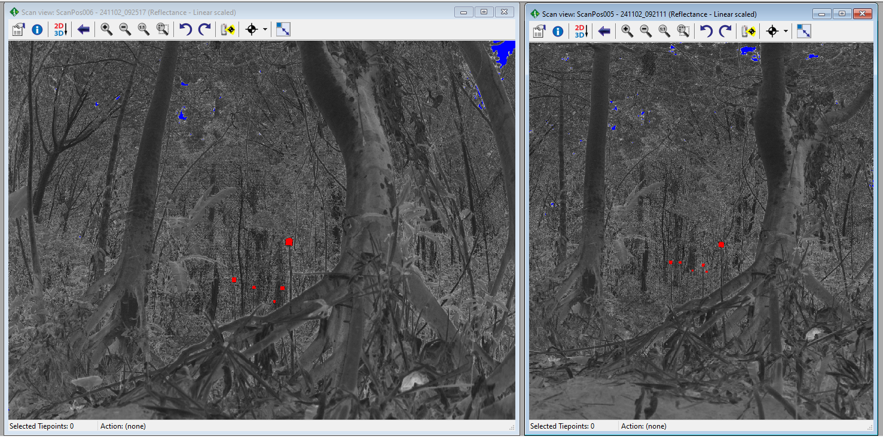 Scan view: ScanPos006 - 241102_092517 (Reflectance - Linear scaled)
2D
3D
Selected Tiepoints: 0 Action: (none)
Scan view: ScanPos005 - 241102_092111 (Reflectance - Linear scaled)
2D
3D
Selected Tiepoints: 0 Action: (none)